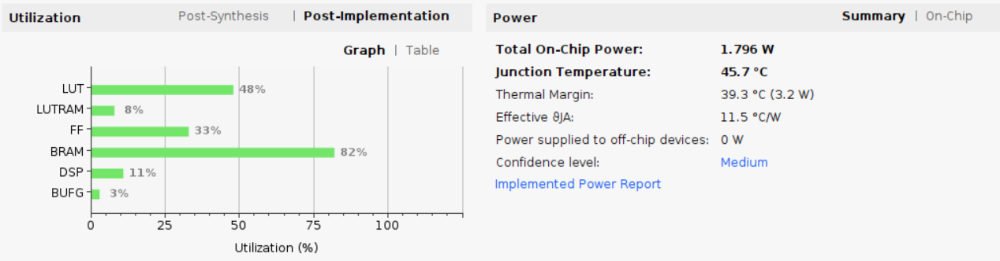 Utilization Post-Synthesis | Post-Implementation
Graph | Table
LUT 48%
LUTRAM 8%
FF 33%
BRAM 82%
DSP 11%
BUFG 3%
0 25 50 75 100
Utilization (%)
Power Summary | On-Chip
Total On-Chip Power: 1.796 W
Junction Temperature: 45.7 °C
Thermal Margin: 39.3 °C (3.2 W)
Effective ϑJA: 11.5 °C/W
Power supplied to off-chip devices: 0 W
Confidence level: Medium
Implemented Power Report